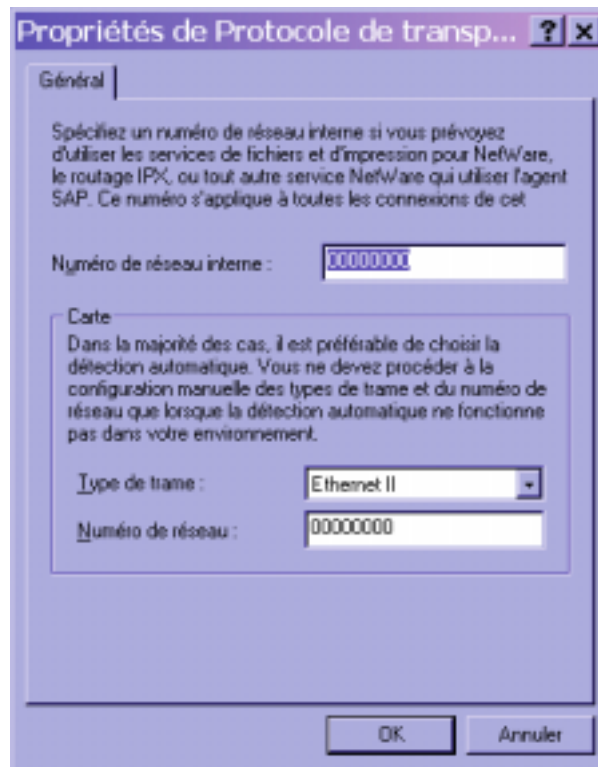 Propriétés de Protocole de transp...
Général
Spécifiez un numéro de réseau interne si vous prévoyez
d'utiliser les services de fichiers et d'impression pour NetWare,
le routage IPX, ou tout autre service NetWare qui utiliser l'agent
SAP. Ce numéro s'applique à toutes les connexions de cet
Numéro de réseau interne : 00000000
Carte
Dans la majorité des cas, il est préférable de choisir la
détection automatique. Vous ne devez procéder à la
configuration manuelle des types de trame et du numéro de
réseau que lorsque la détection automatique ne fonctionne
pas dans votre environnement.
Type de trame : Ethernet II
Numéro de réseau : 00000000
OK Annuler